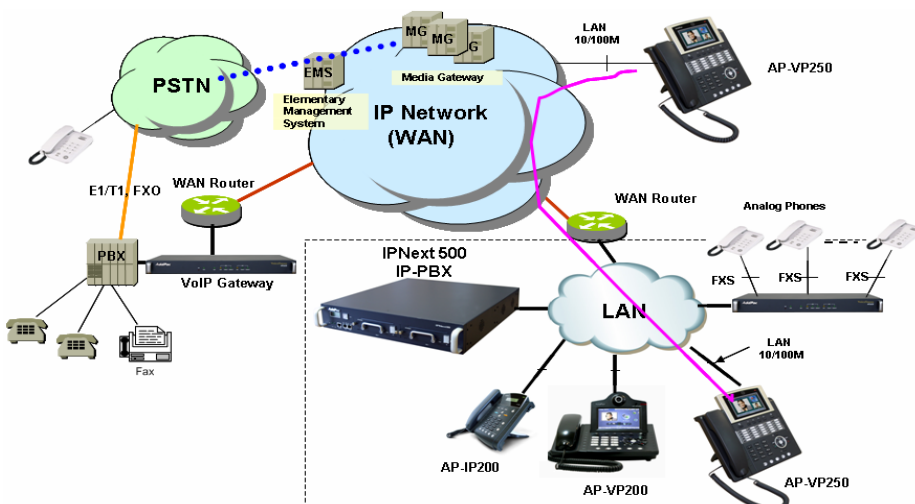 MG
MG
G
LAN
10/100M
AP-VP250
PSTN
EMS
Media Gateway
Elementary
Management
System
IP Network
(WAN)
E1/T1, FXO
WAN Router
WAN Router
Analog Phones
PBX
VoIP Gateway
IPNext 500
IP-PBX
FXS
FXS
FXS
LAN
LAN
10/100M
Fax
AP-IP200
AP-VP200
AP-VP250